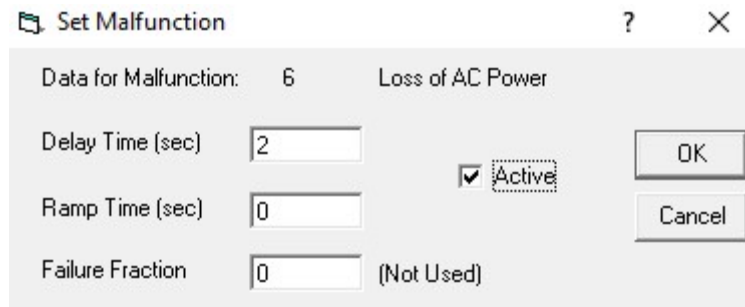 Set Malfunction ? ×
Data for Malfunction: 6 Loss of AC Power
Delay Time (sec) 2
Active
OK
Ramp Time (sec) 0
Cancel
Failure Fraction 0 (Not Used)